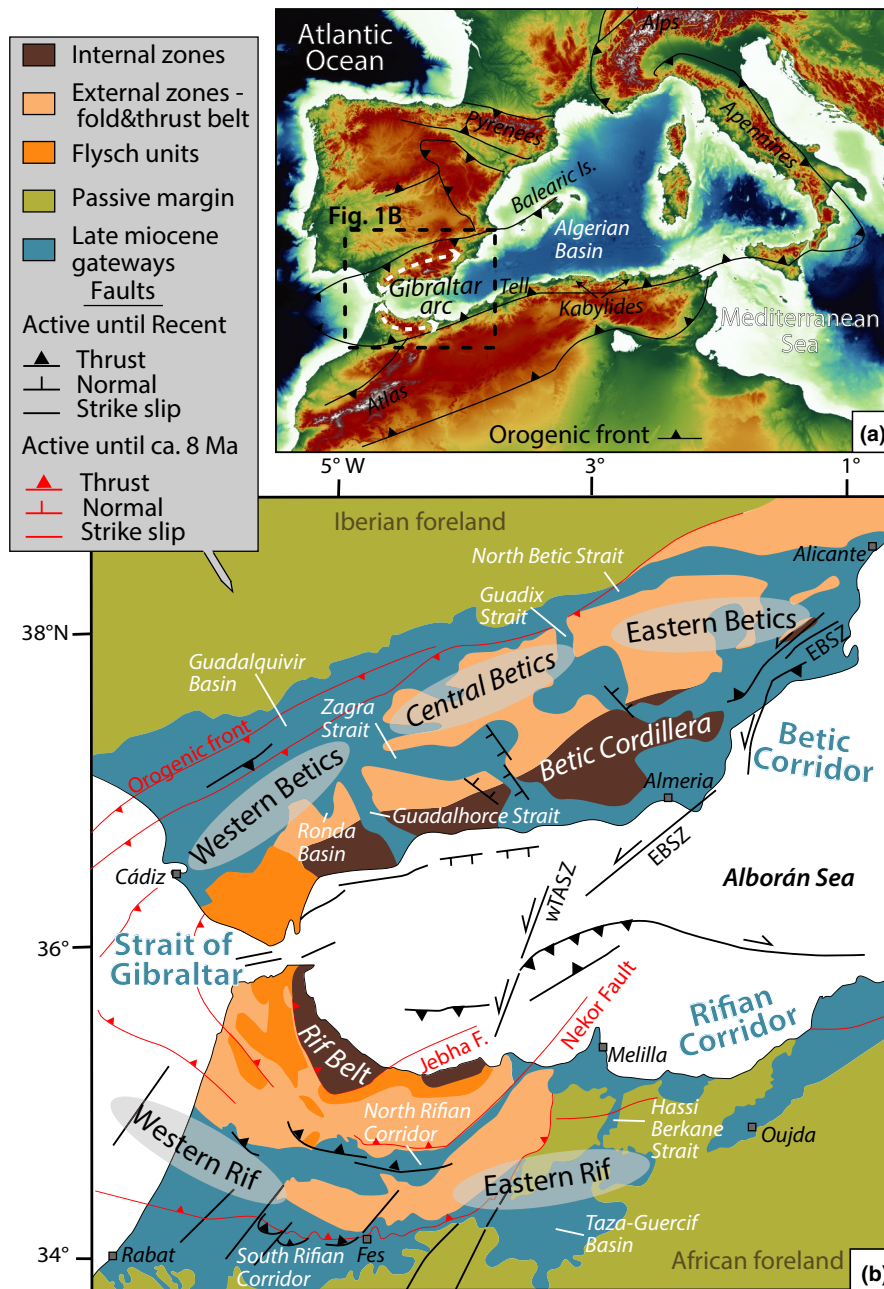 Internal zones
External zones -
fold&thrust belt
Flysch units
Passive margin
Late miocene
gateways
Faults
Active until Recent
Thrust
Normal
Strike slip
Active until ca. 8 Ma
Thrust
Normal
Strike slip
Atlantic
Ocean
Alps
Pyrenees
Apennines
Balearic Is.
Fig. 1B
Algerian
Basin
Gibraltar
arc
Tell
Kabylides
Mediterranean
Sea
Atlas
Orogenic front
(a)
5° W
3°
1°
Iberian foreland
North Betic Strait
Alicante
Guadix
Strait
38°N
Eastern Betics
EBSZ
Guadalquivir
Basin
Central Betics
Zagra
Strait
Orogenic front
Betic Cordillera
Betic
Corridor
Western Betics
Almeria
Guadalhorce Strait
Ronda
Basin
EBSZ
Cádiz
Alborán Sea
wTASZ
36°
Strait of
Gibraltar
Nekor Fault
Rifian
Corridor
Rif Belt
Jebha F.
Melilla
North Rifian
Corridor
Hassi
Berkane
Strait
Oujda
Western Rif
Eastern Rif
Taza-Guercif
Basin
34°
Rabat
South Rifian
Corridor
Fes
African foreland
(b)